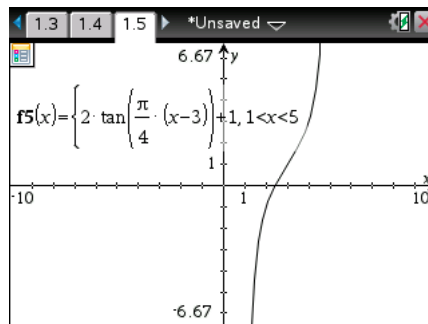 1.3 1.4 1.5 *Unsaved
6.67 y
f5(x)={2·tan(π/4·(x-3))+1,1<x<5
1
x
-10 1 10
-6.67